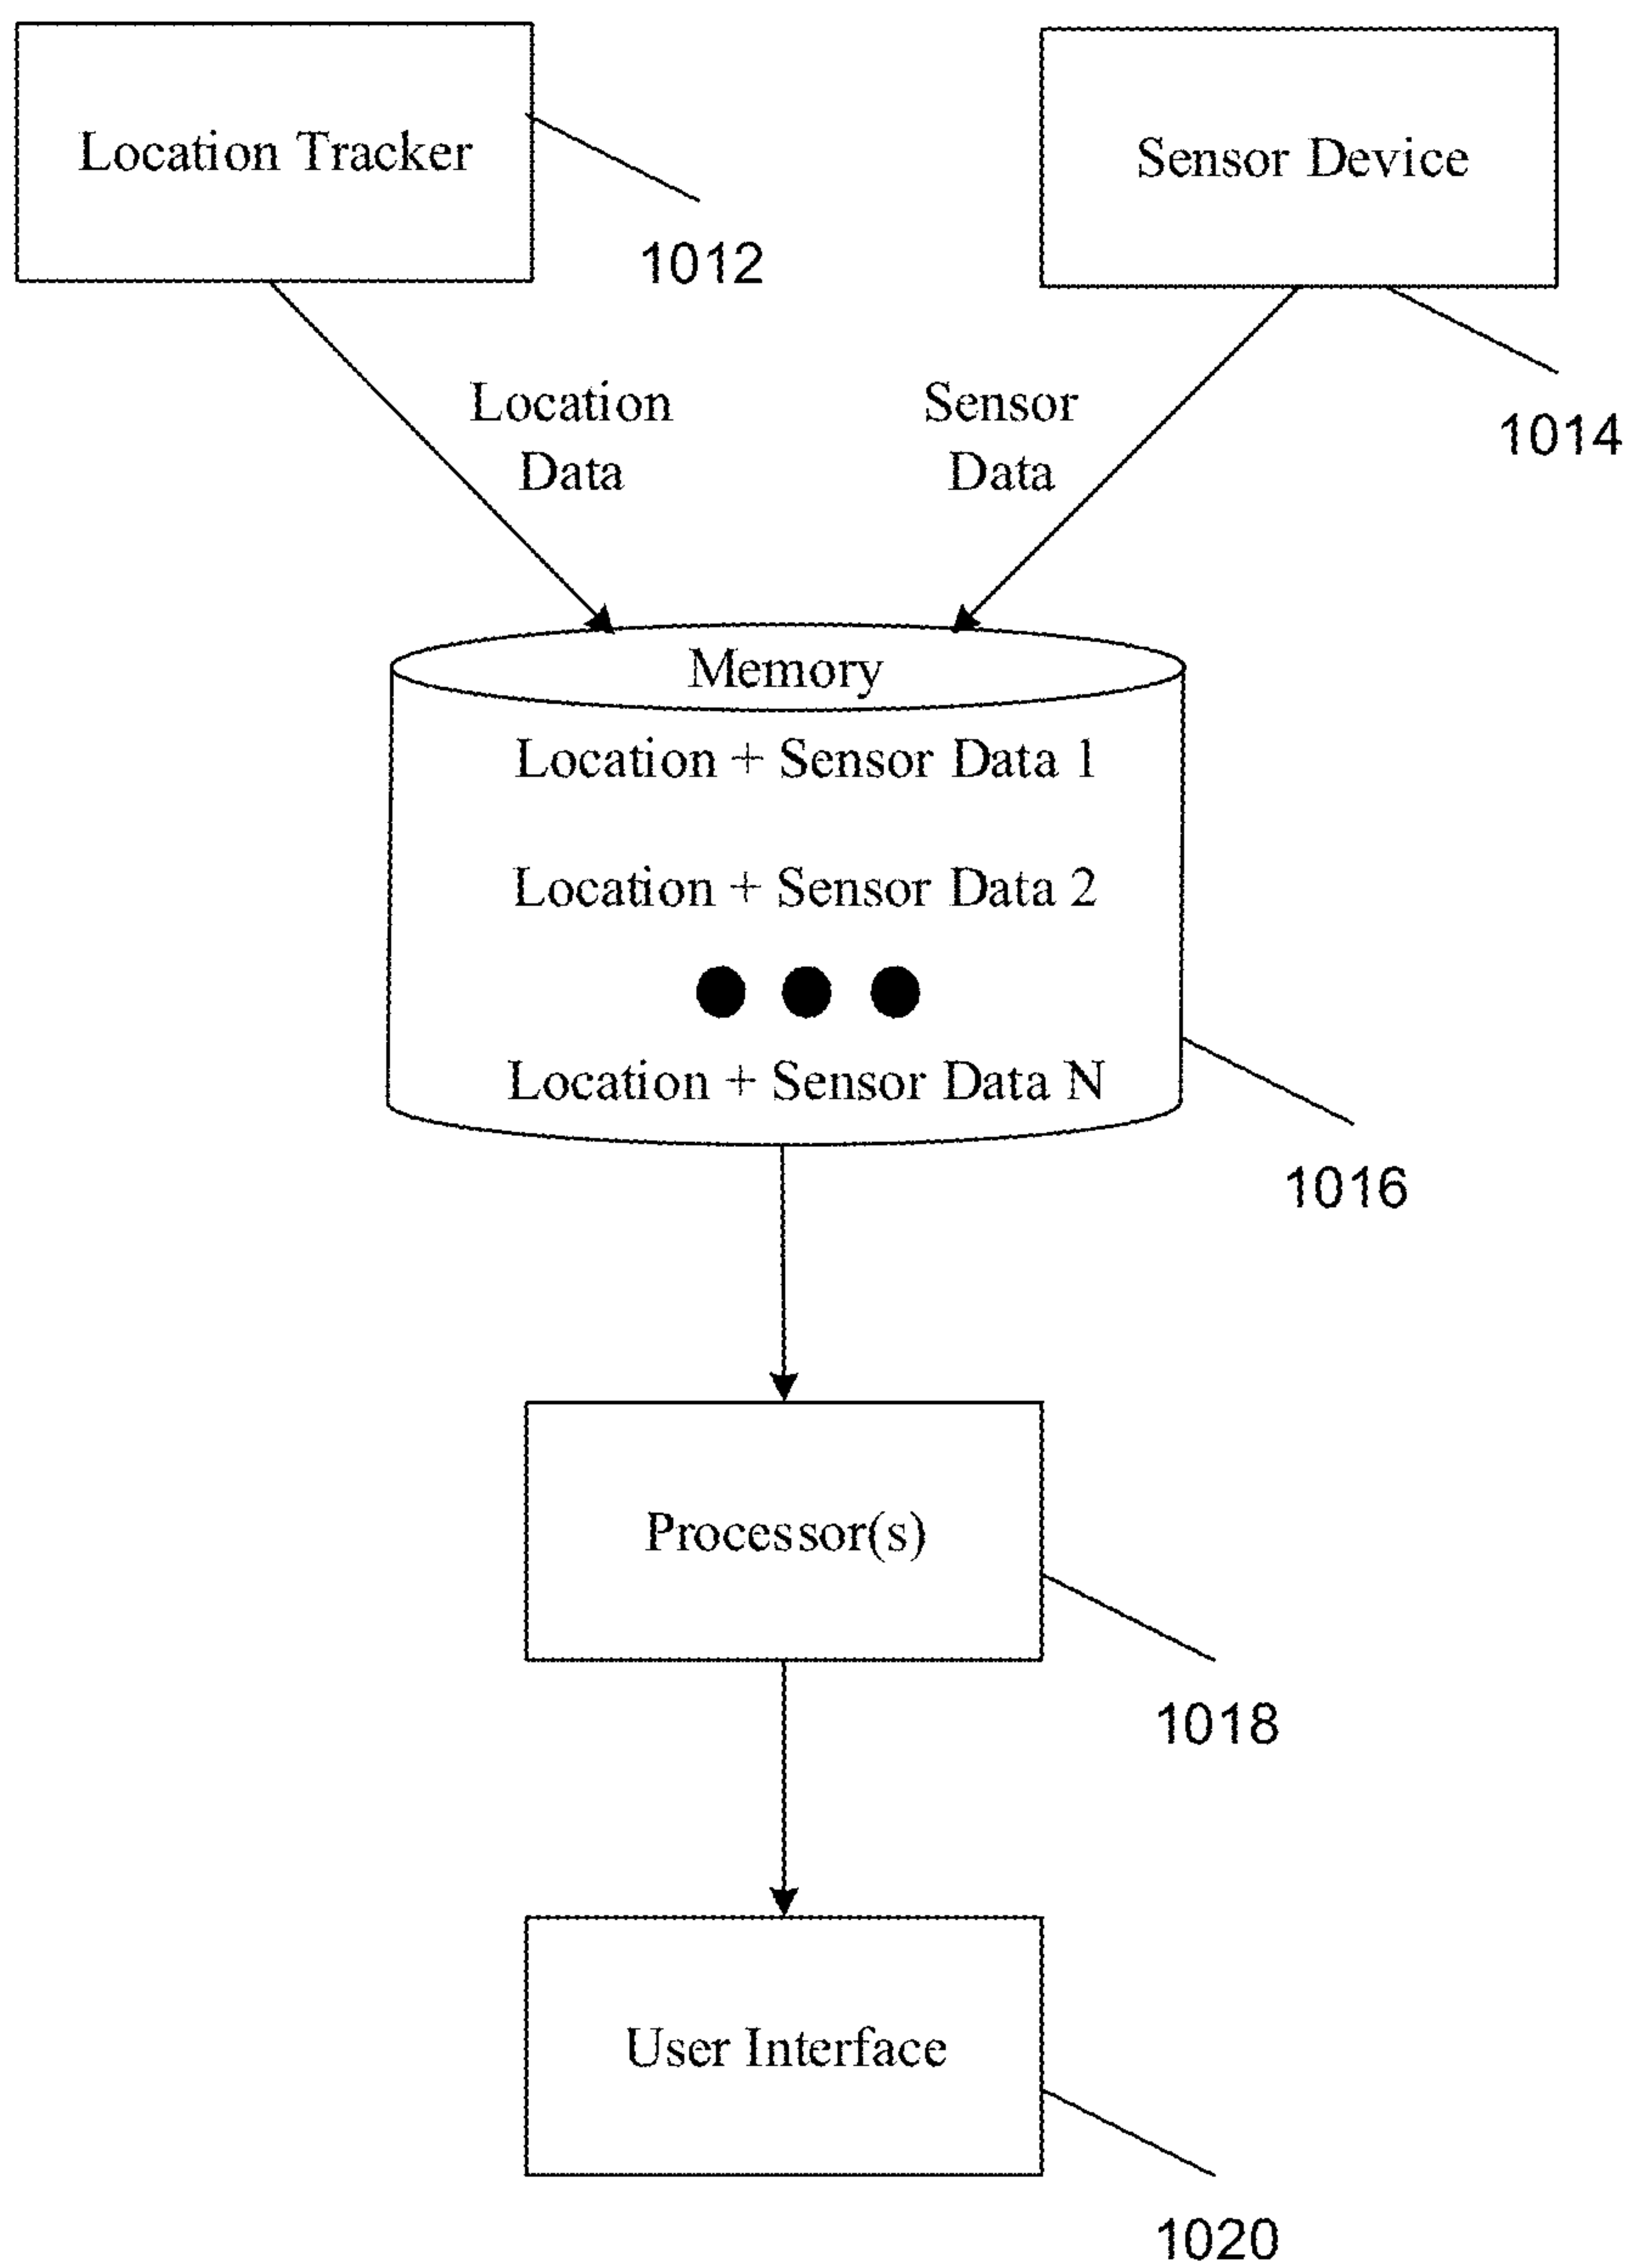 Location Tracker
Sensor Device
1012
Location
Data
Sensor
Data
1014
Memory
Location + Sensor Data 1
Location + Sensor Data 2
Location + Sensor Data N
1016
Processor(s)
1018
User Interface
1020